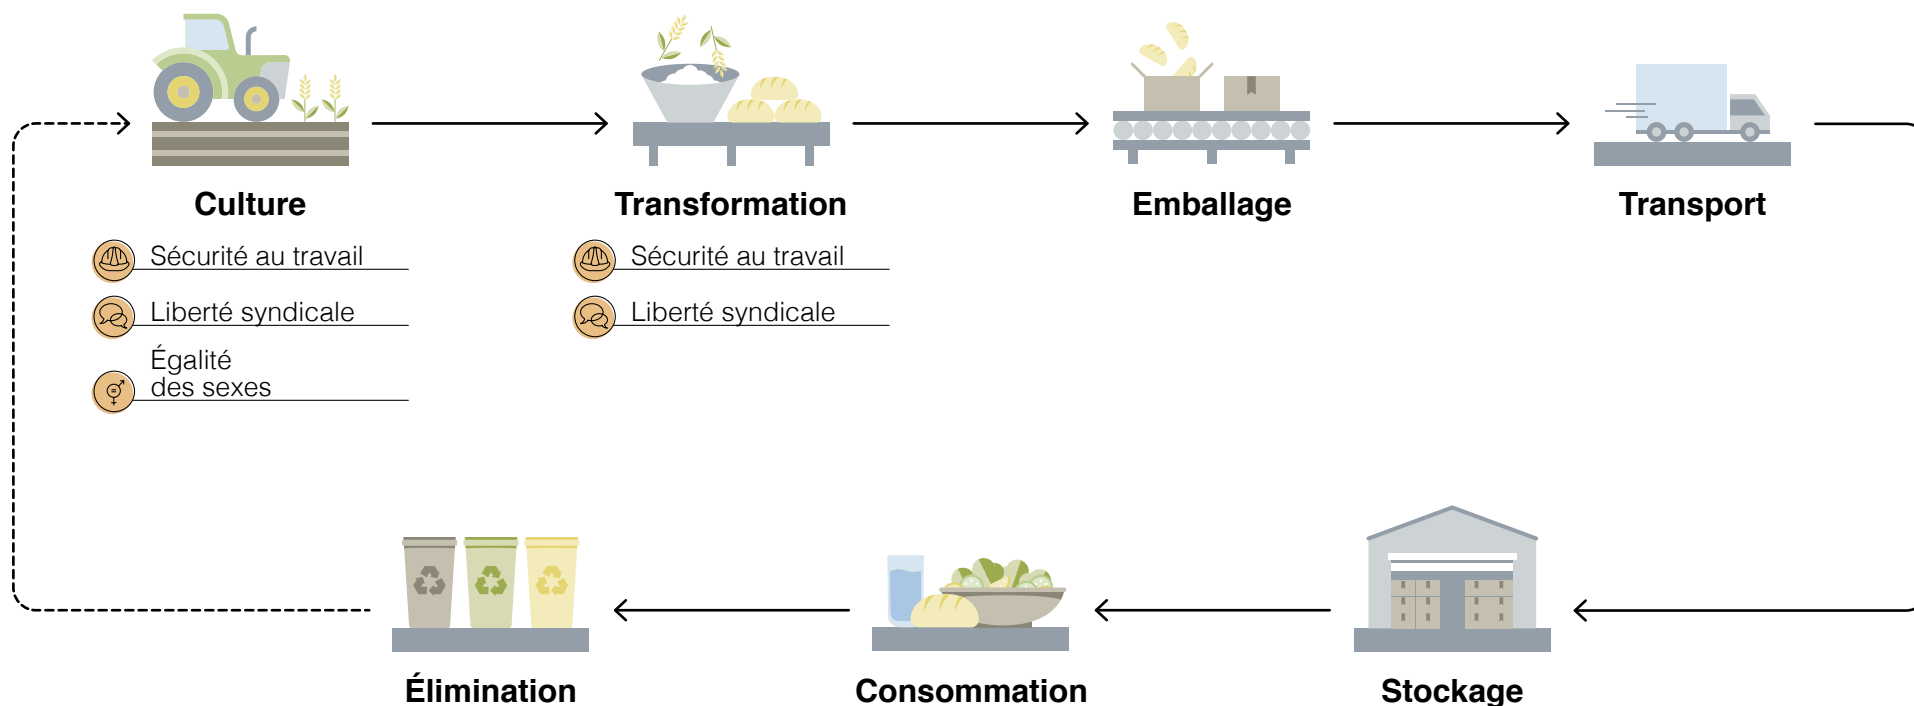 Culture
Sécurité au travail
Liberté syndicale
Égalité
des sexes
Transformation
Sécurité au travail
Liberté syndicale
Emballage
Transport
Élimination
Consommation
Stockage